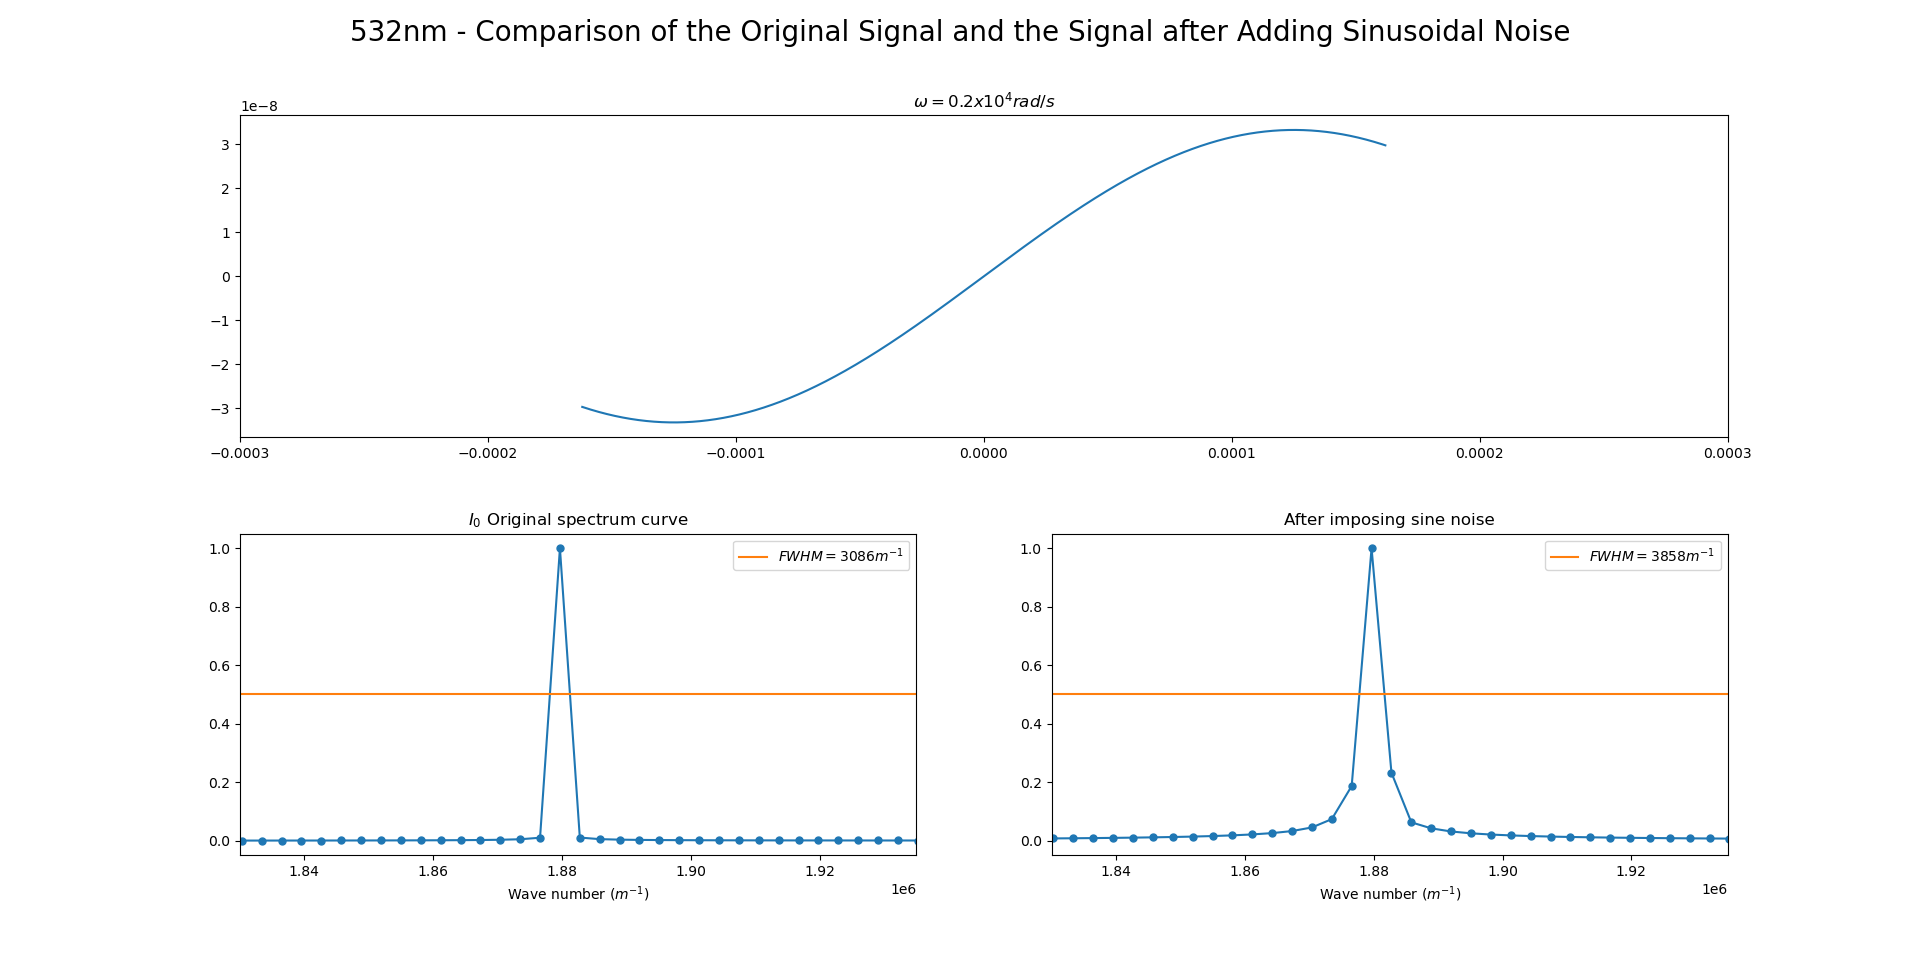 532nm - Comparison of the Original Signal and the Signal after Adding Sinusoidal Noise
ω = 0.2x10⁴rad/s
1e−8
3
2
1
0
−1
−2
−3
−0.0003 −0.0002 −0.0001 0.0000 0.0001 0.0002 0.0003
I₀ Original spectrum curve
FWHM = 3086m⁻¹
1.0
0.8
0.6
0.4
0.2
0.0
1.84 1.86 1.88 1.90 1.92
1e6
Wave number (m⁻¹)
After imposing sine noise
FWHM = 3858m⁻¹
1.0
0.8
0.6
0.4
0.2
0.0
1.84 1.86 1.88 1.90 1.92
1e6
Wave number (m⁻¹)